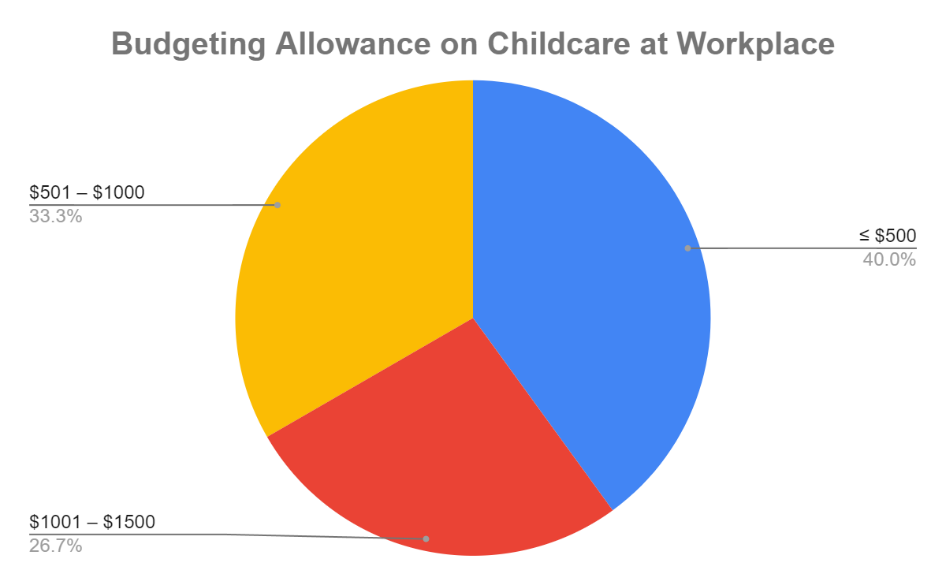 Budgeting Allowance on Childcare at Workplace
$501 – $1000
33.3%
≤ $500
40.0%
$1001 – $1500
26.7%